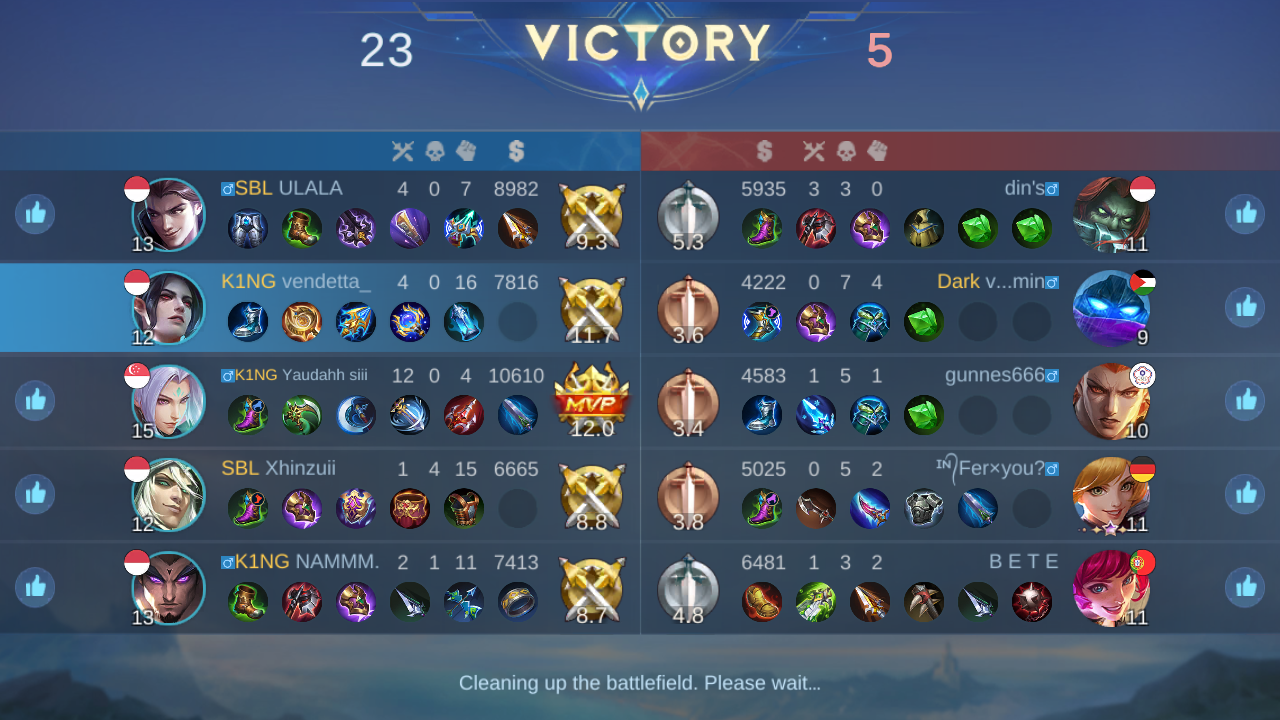 23 VICTORY 5
SBL ULALA 4 0 7 8982 9.3 13
5.3 5935 3 3 0 din's 11
K1NG vendetta_ 4 0 16 7816 11.7 12
3.6 4222 0 7 4 Dark v...min 9
K1NG Yaudahh siii 12 0 4 10610 MVP 12.0 15
3.4 4583 1 5 1 gunnes666 10
SBL Xhinzuii 1 4 15 6665 8.8 12
3.8 5025 0 5 2 ᴵᴺ᭄Fer×you? 11
K1NG NAMMM. 2 1 11 7413 8.7 13
4.8 6481 1 3 2 B E T E 11
Cleaning up the battlefield. Please wait...